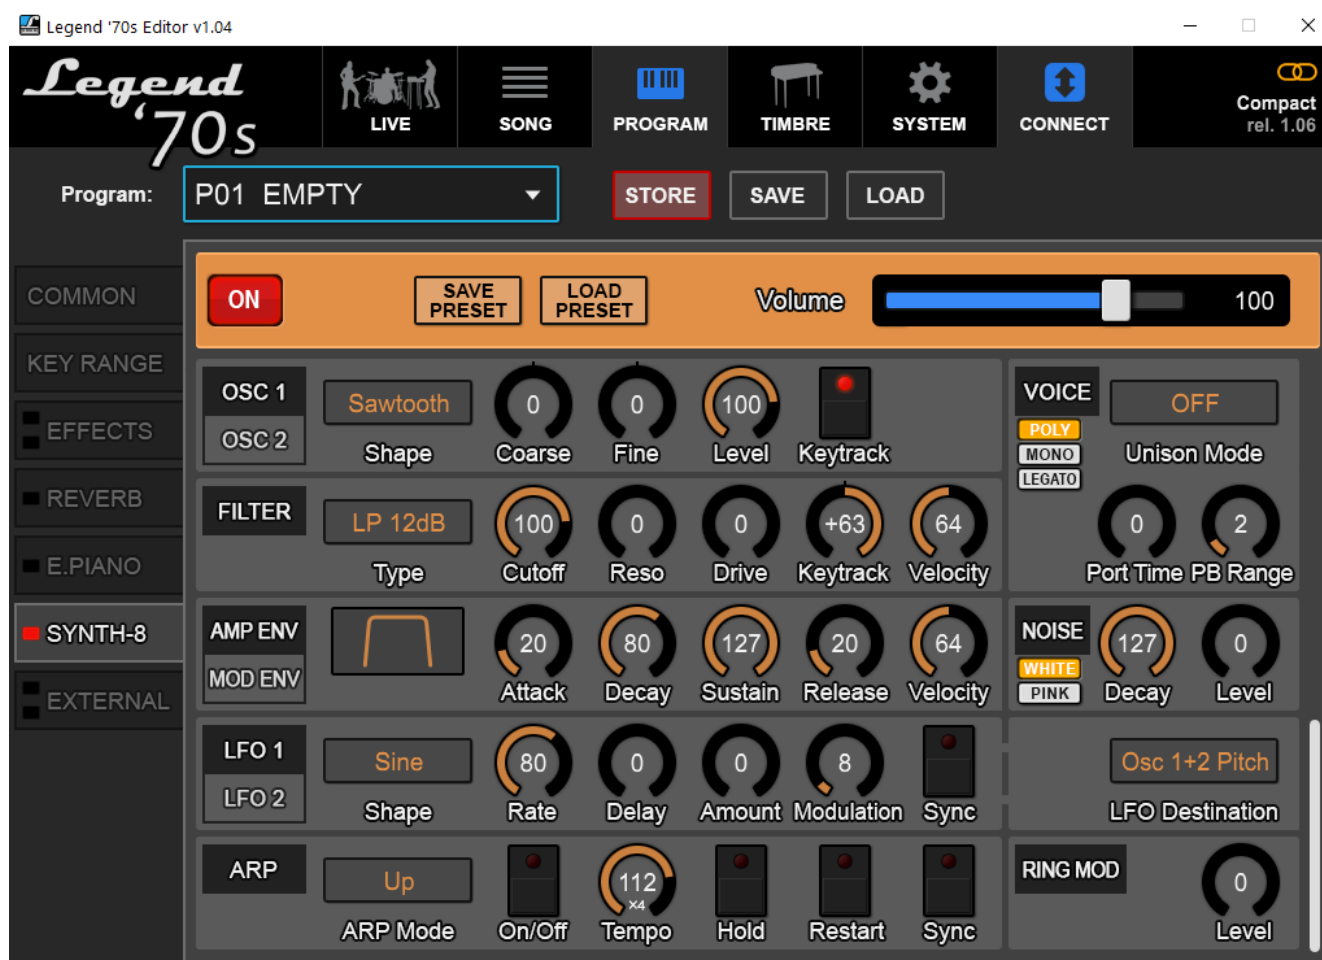 Legend '70s Editor v1.04
Legend
'70s
LIVE
SONG
PROGRAM
TIMBRE
SYSTEM
CONNECT
Compact
rel. 1.06
Program:
P01 EMPTY
STORE
SAVE
LOAD
COMMON
KEY RANGE
EFFECTS
REVERB
E.PIANO
SYNTH-8
EXTERNAL
ON
SAVE
PRESET
LOAD
PRESET
Volume
100
OSC 1
OSC 2
Sawtooth
Shape
0
Coarse
0
Fine
100
Level
Keytrack
VOICE
POLY
MONO
LEGATO
OFF
Unison Mode
0
Port Time
2
PB Range
FILTER
LP 12dB
Type
100
Cutoff
0
Reso
0
Drive
+63
Keytrack
64
Velocity
AMP ENV
MOD ENV
20
Attack
80
Decay
127
Sustain
20
Release
64
Velocity
NOISE
WHITE
PINK
127
Decay
0
Level
LFO 1
LFO 2
Sine
Shape
80
Rate
0
Delay
0
Amount
8
Modulation
Sync
Osc 1+2 Pitch
LFO Destination
ARP
Up
ARP Mode
On/Off
112
x4
Tempo
Hold
Restart
Sync
RING MOD
0
Level